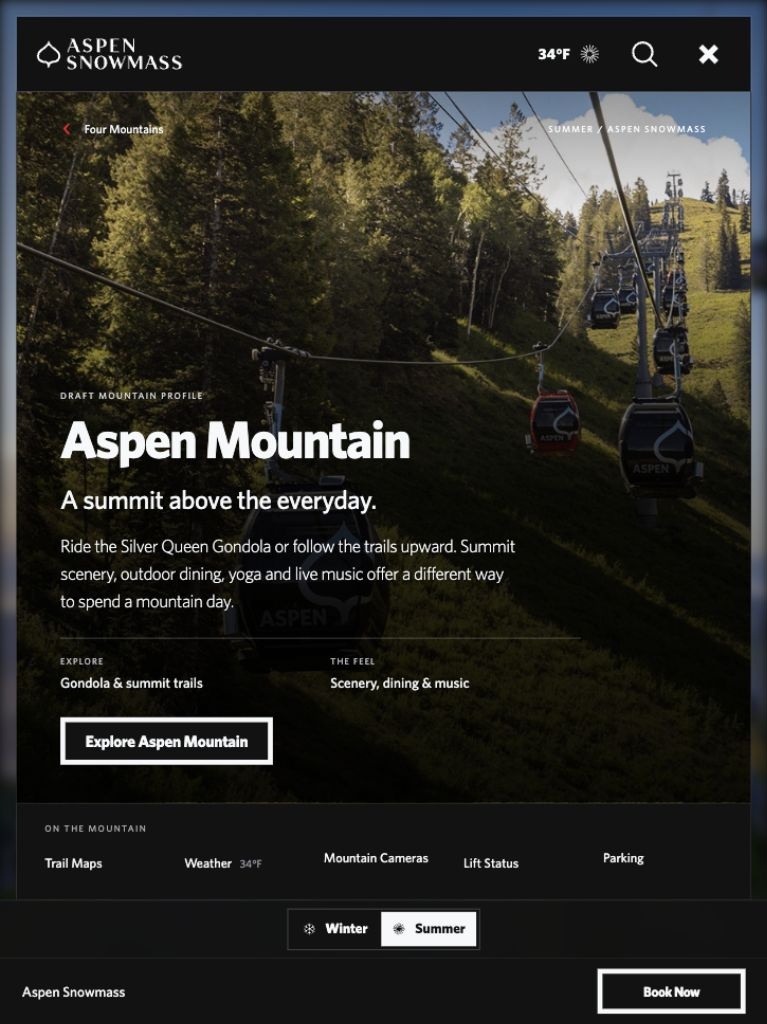 ASPEN
SNOWMASS
34°F
Four Mountains
SUMMER / ASPEN SNOWMASS
DRAFT MOUNTAIN PROFILE
Aspen Mountain
A summit above the everyday.
Ride the Silver Queen Gondola or follow the trails upward. Summit
scenery, outdoor dining, yoga and live music offer a different way
to spend a mountain day.
ASPEN
ASPEN
ASPEN
EXPLORE
Gondola & summit trails
THE FEEL
Scenery, dining & music
Explore Aspen Mountain
ON THE MOUNTAIN
Trail Maps
Weather 34°F
Mountain Cameras
Lift Status
Parking
Winter
Summer
Aspen Snowmass
Book Now